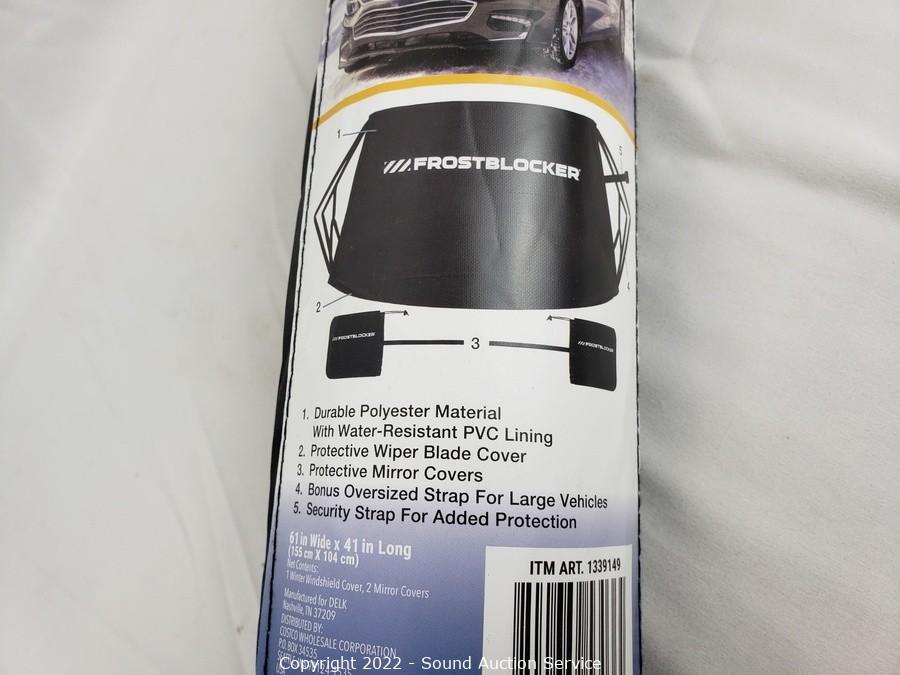 1
FROSTBLOCKER
5
2
4
FROSTBLOCKER
3
FROSTBLOCKER
1. Durable Polyester Material
With Water-Resistant PVC Lining
2. Protective Wiper Blade Cover
3. Protective Mirror Covers
4. Bonus Oversized Strap For Large Vehicles
5. Security Strap For Added Protection
61 in Wide x 41 in Long
(155 cm X 104 cm)
Net Contents:
1 Winter Windshield Cover, 2 Mirror Covers
Manufactured for DELK
Nashville, TN 37209
DISTRIBUTED BY:
COSTCO WHOLESALE CORPORATION
P.O. BOX 34535
ITM ART. 1339149
Copyright 2022 - Sound Auction Service